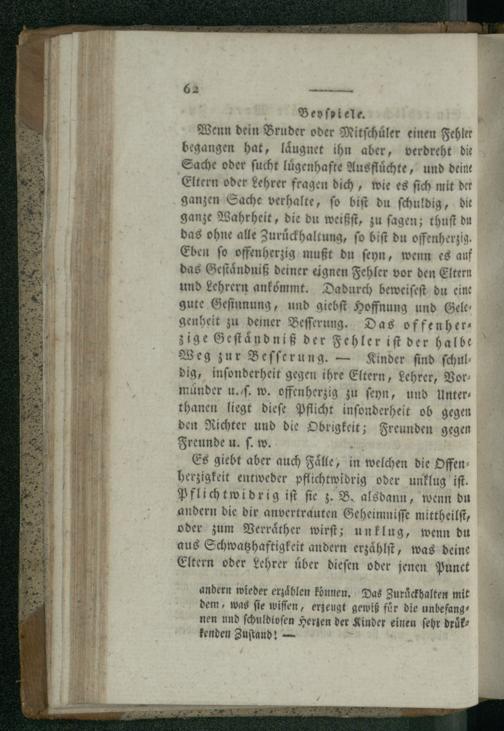 62
Beyspiele.
Wenn dein Bruder oder Mitschüler einen Fehler
begangen hat, läugnet ihn aber, verdreht die
Sache oder sucht lügenhafte Ausflüchte, und deine
Eltern oder Lehrer fragen dich, wie es sich mit der
ganzen Sache verhalte, so bist du schuldig, die
ganze Wahrheit, die du weißst, zu sagen; thust du
das ohne alle Zurückhaltung, so bist du offenherzig.
Eben so offenherzig mußt du seyn, wenn es auf
das Geständniß deiner eignen Fehler vor den Eltern
und Lehrern ankömmt. Dadurch beweisest du eine
gute Gesinnung, und giebst Hoffnung und Gele-
genheit zu deiner Besserung. Das offenher-
zige Geständniß der Fehler ist der halbe
Weg zur Besserung. — Kinder sind schul-
dig, insonderheit gegen ihre Eltern, Lehrer, Vor-
münder u. s. w. offenherzig zu seyn, und Unter-
thanen liegt diese Pflicht insonderheit ob gegen
den Richter und die Obrigkeit; Freunden gegen
Freunde u. s. w.
Es giebt aber auch Fälle, in welchen die Offen-
herzigkeit entweder pflichtwidrig oder unklug ist.
Pflichtwidrig ist sie z. B. alsdann, wenn du
andern die dir anvertrauten Geheimnisse mittheilst,
oder zum Verräther wirst; unklug, wenn du
aus Schwatzhaftigkeit andern erzählst, was deine
Eltern oder Lehrer über diesen oder jenen Punct
andern wieder erzählen können. Das Zurückhalten mit
dem, was sie wissen, erzeugt gewiß für die unbefang-
nen und schuldlosen Herzen der Kinder einen sehr drük-
kenden Zustand! —